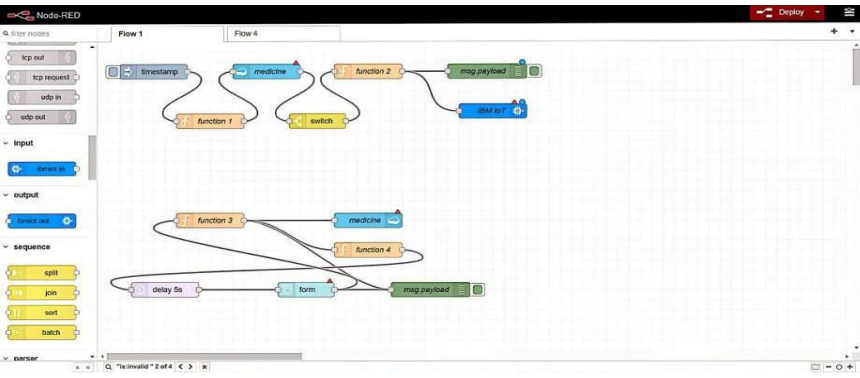 Node-RED
Deploy
filter nodes
Flow 1
Flow 4
tcp out
tcp request
udp in
udp out
input
ibmiot in
output
ibmiot out
sequence
split
join
sort
batch
parser
timestamp
medicine
function 2
msg.payload
function 1
switch
IBM IoT
function 3
medicine
function 4
delay 5s
form
msg.payload
"is:invalid " 2 of 4